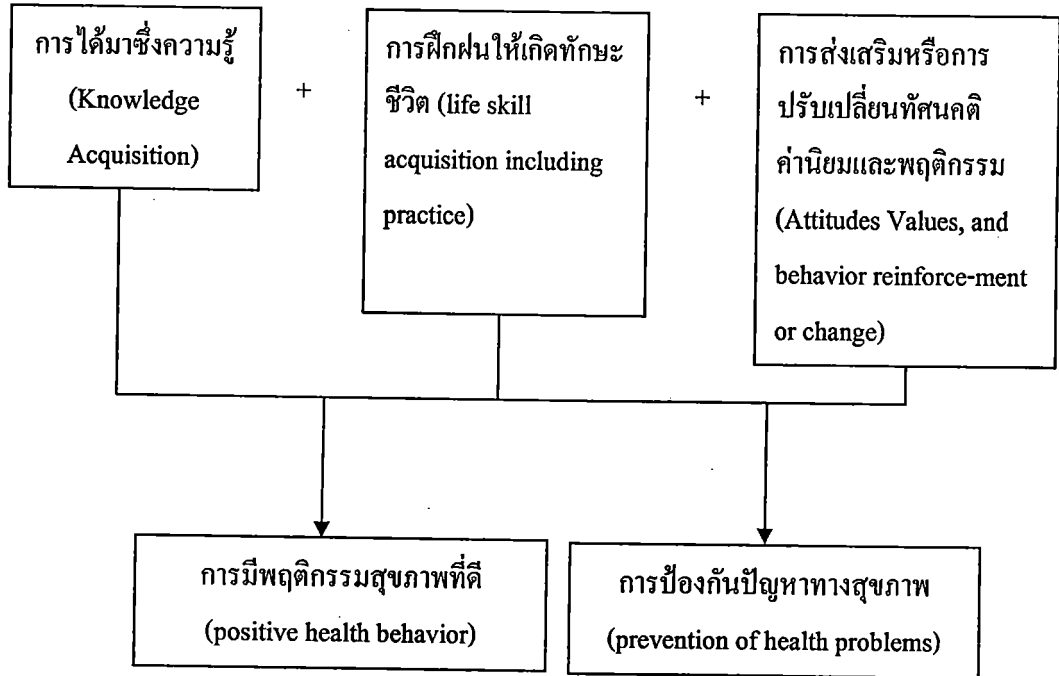 การได้มาซึ่งความรู้
(Knowledge
Acquisition)
+
การฝึกฝนให้เกิดทักษะ
ชีวิต (life skill
acquisition including
practice)
+
การส่งเสริมหรือการ
ปรับเปลี่ยนทัศนคติ
ค่านิยมและพฤติกรรม
(Attitudes Values, and
behavior reinforce-ment
or change)
การมีพฤติกรรมสุขภาพที่ดี
(positive health behavior)
การป้องกันปัญหาทางสุขภาพ
(prevention of health problems)